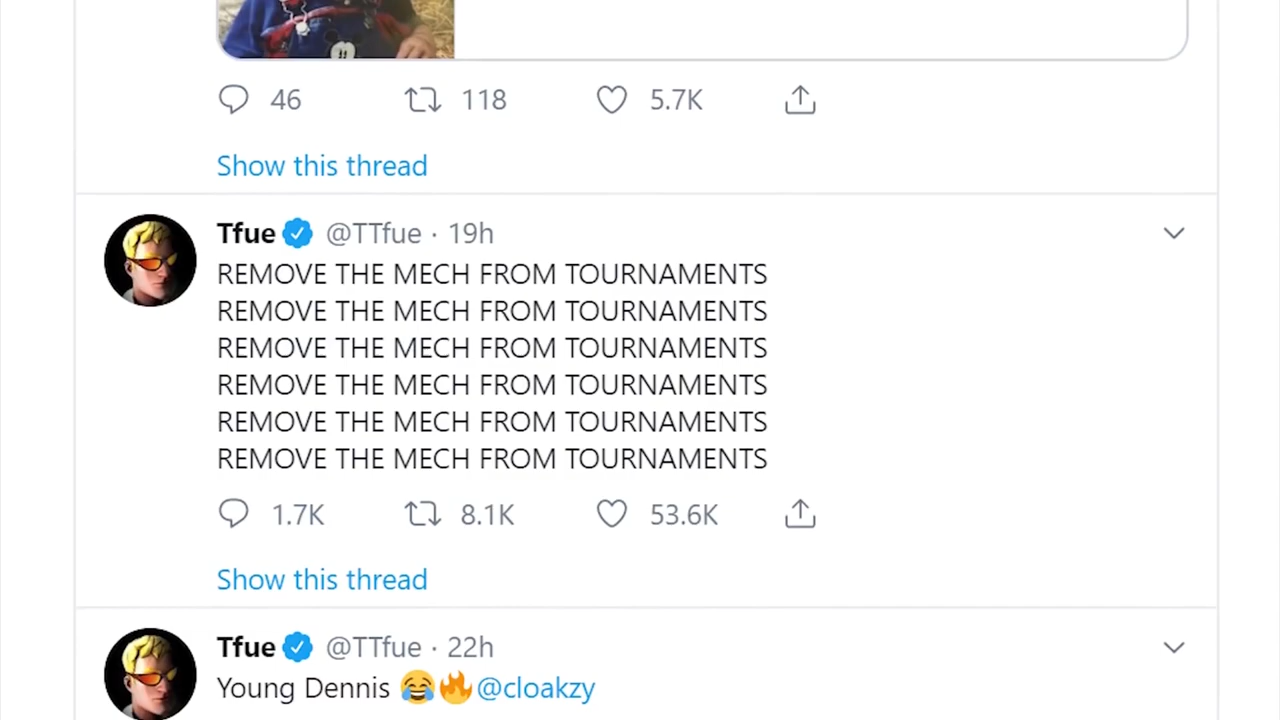 46 118 5.7K
Show this thread
Tfue @TTfue · 19h
REMOVE THE MECH FROM TOURNAMENTS
REMOVE THE MECH FROM TOURNAMENTS
REMOVE THE MECH FROM TOURNAMENTS
REMOVE THE MECH FROM TOURNAMENTS
REMOVE THE MECH FROM TOURNAMENTS
REMOVE THE MECH FROM TOURNAMENTS
1.7K 8.1K 53.6K
Show this thread
Tfue @TTfue · 22h
Young Dennis 😂🔥@cloakzy